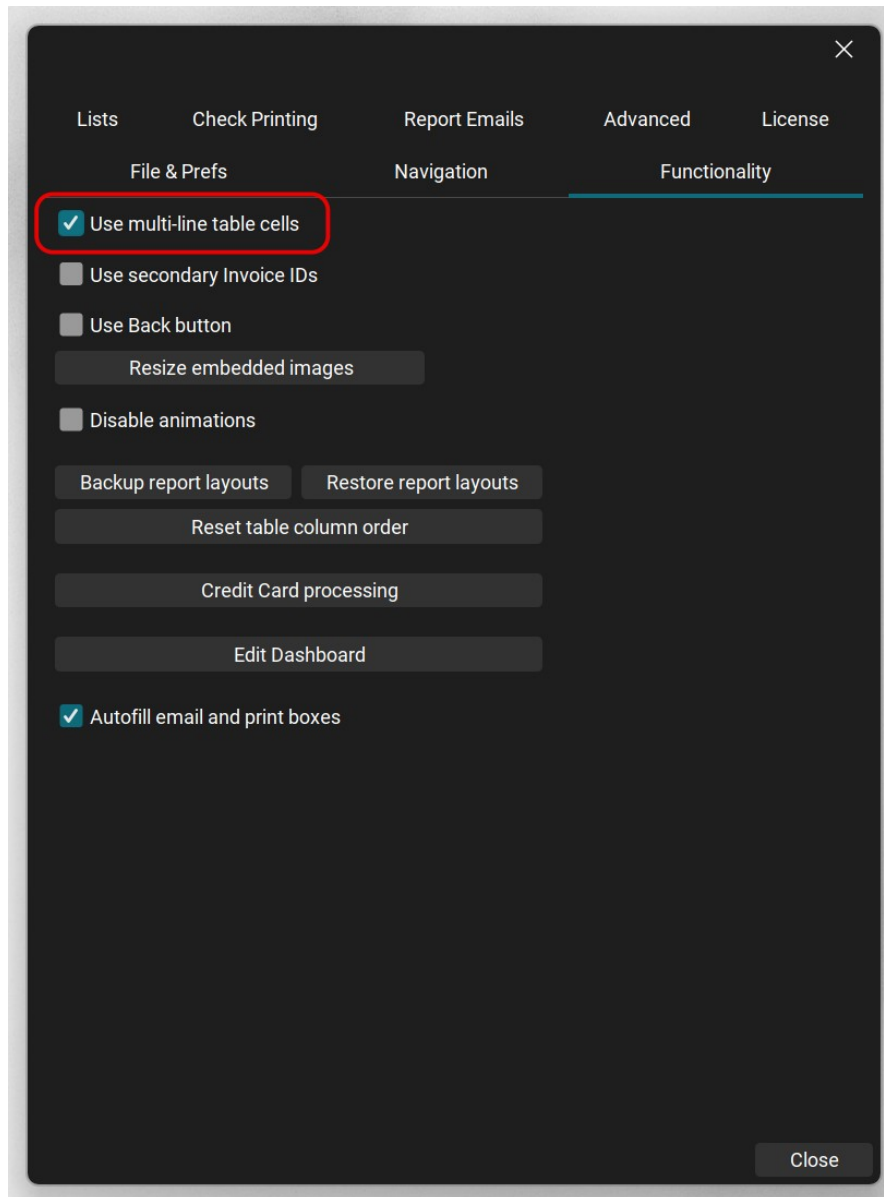 Lists Check Printing Report Emails Advanced License
File & Prefs Navigation Functionality
Use multi-line table cells
Use secondary Invoice IDs
Use Back button
Resize embedded images
Disable animations
Backup report layouts Restore report layouts
Reset table column order
Credit Card processing
Edit Dashboard
Autofill email and print boxes
Close